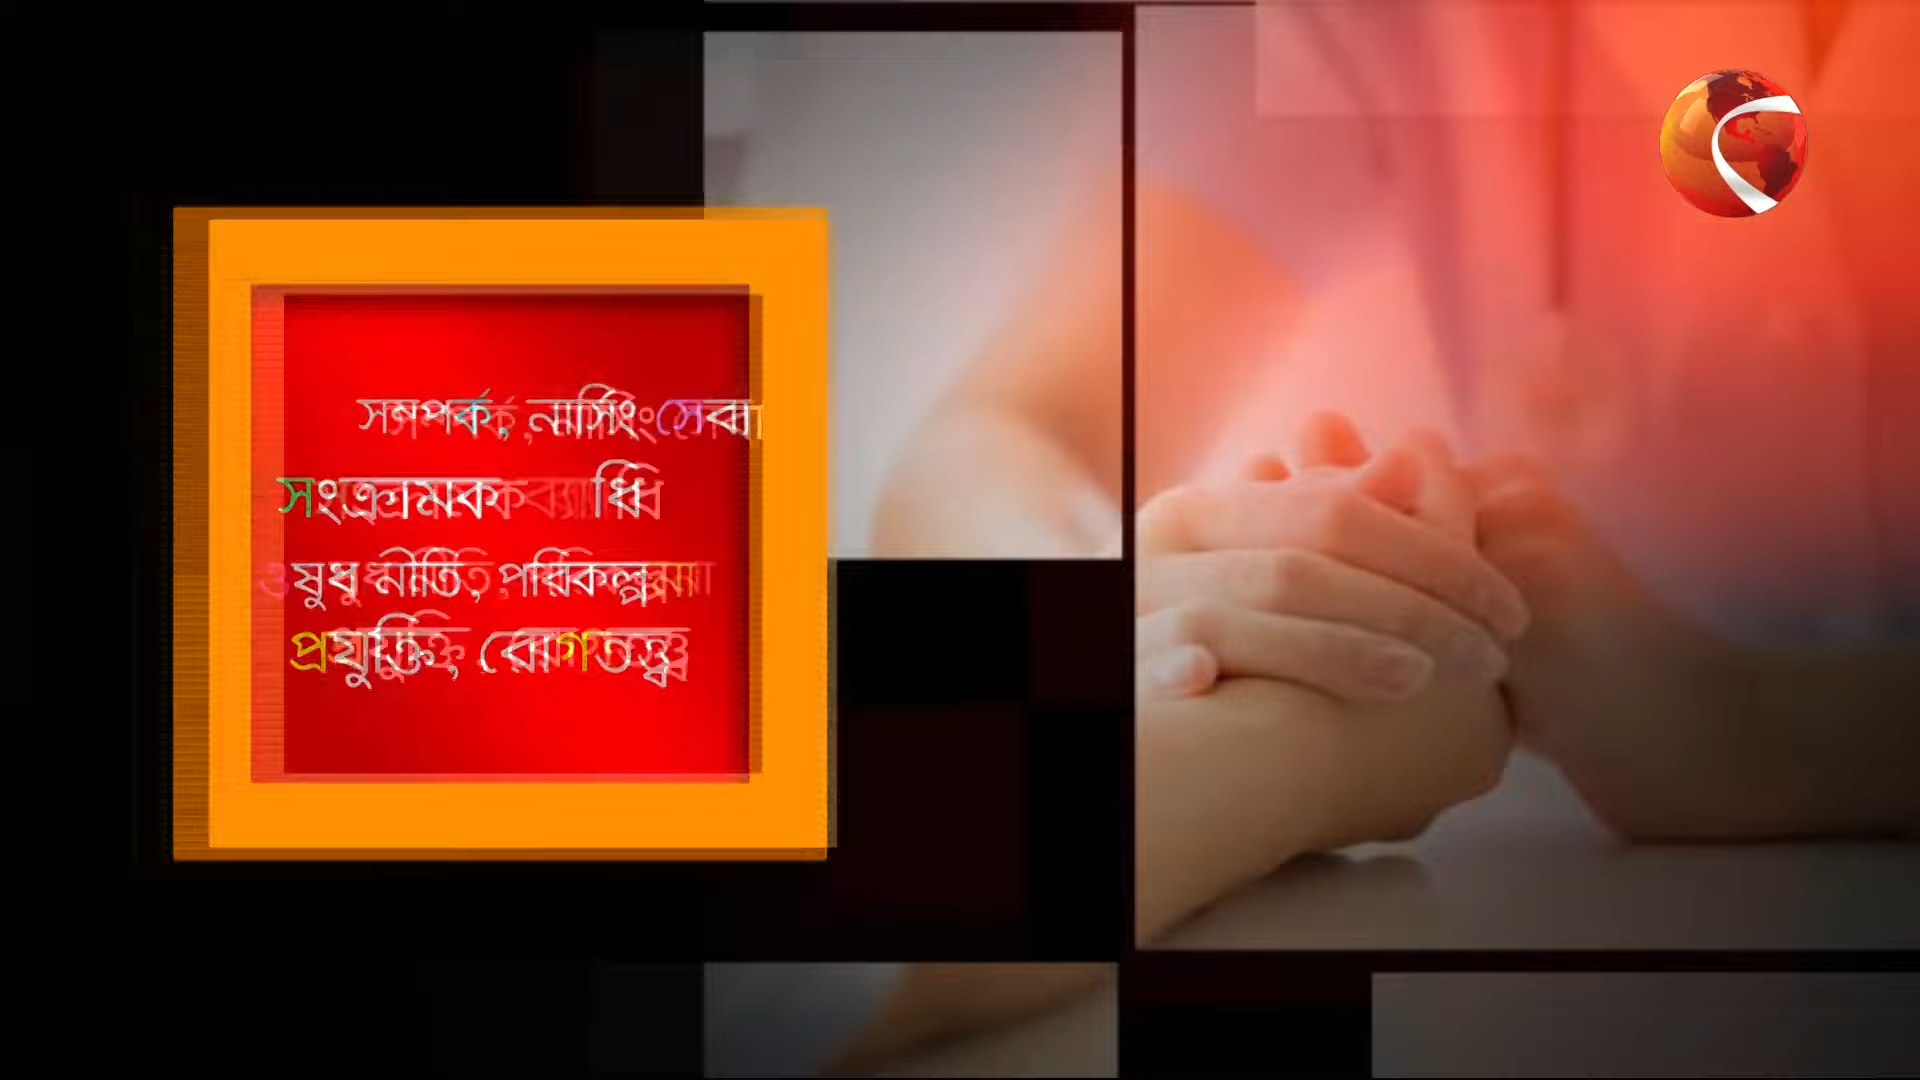 সম্পর্ক, নার্সিং সেবা
সংক্রামক ব্যাধি
ওষুধ নীতি, পরিকল্পনা
প্রযুক্তি, রোগতত্ত্ব